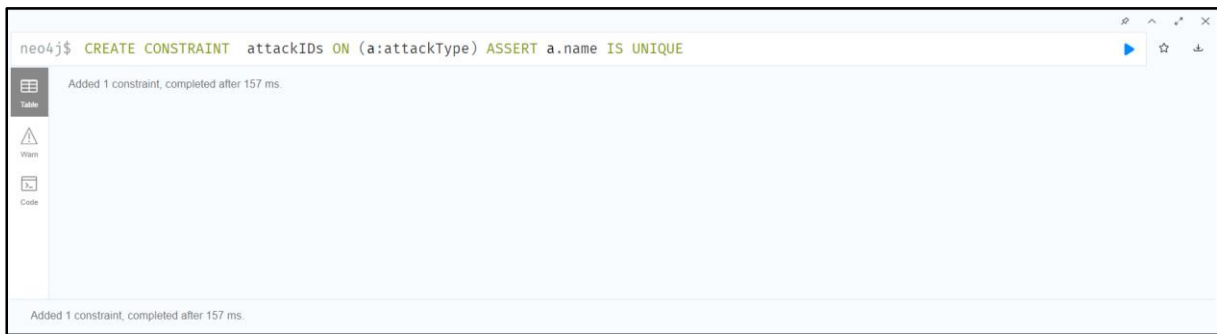 neo4j$ CREATE CONSTRAINT  attackIDs ON (a:attackType) ASSERT a.name IS UNIQUE
Added 1 constraint, completed after 157 ms.
Table
Warn
Code
Added 1 constraint, completed after 157 ms.